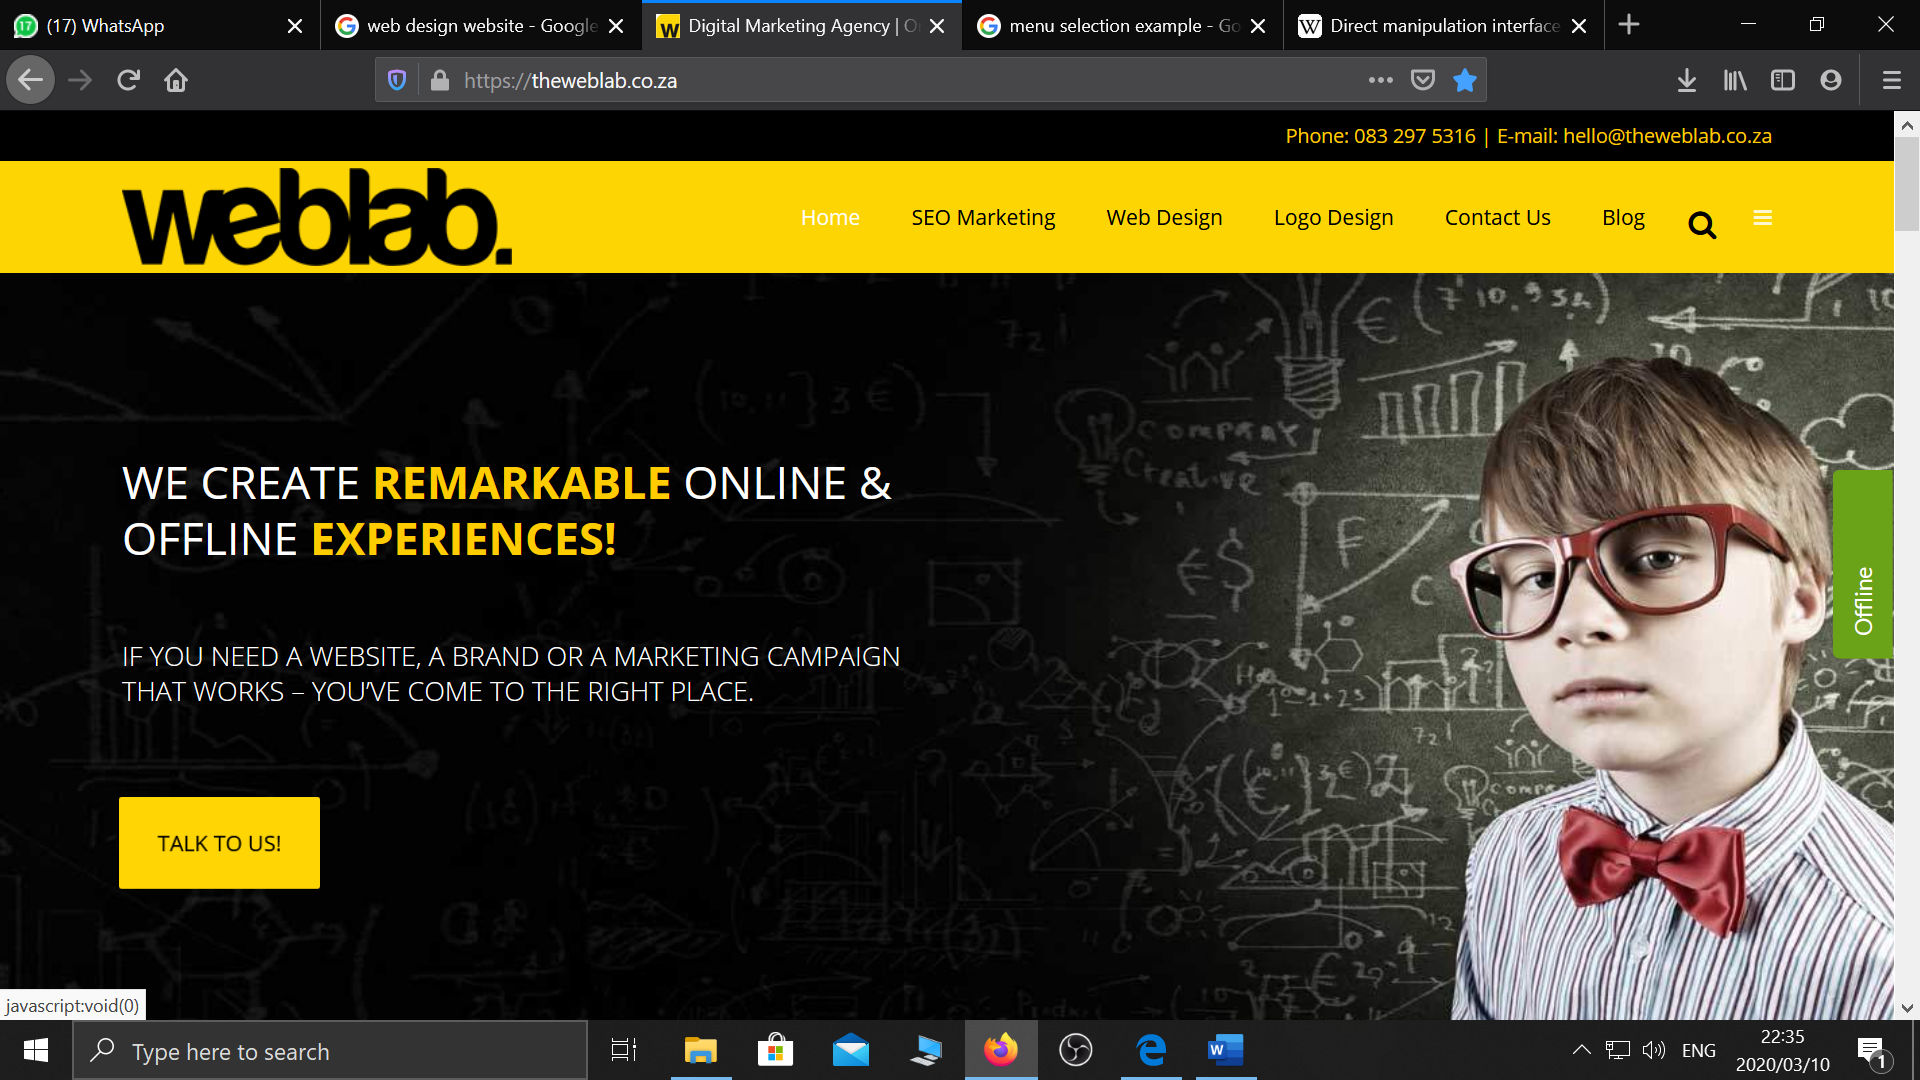 (17) WhatsApp
web design website - Google
Digital Marketing Agency | O
menu selection example - Go
Direct manipulation interface
https://theweblab.co.za
Phone: 083 297 5316 | E-mail: hello@theweblab.co.za
weblab.
Home SEO Marketing Web Design Logo Design Contact Us Blog
WE CREATE REMARKABLE ONLINE &
OFFLINE EXPERIENCES!
IF YOU NEED A WEBSITE, A BRAND OR A MARKETING CAMPAIGN
THAT WORKS – YOU'VE COME TO THE RIGHT PLACE.
TALK TO US!
Company
Creative
Offline
javascript:void(0)
Type here to search
ENG
22:35
2020/03/10
1